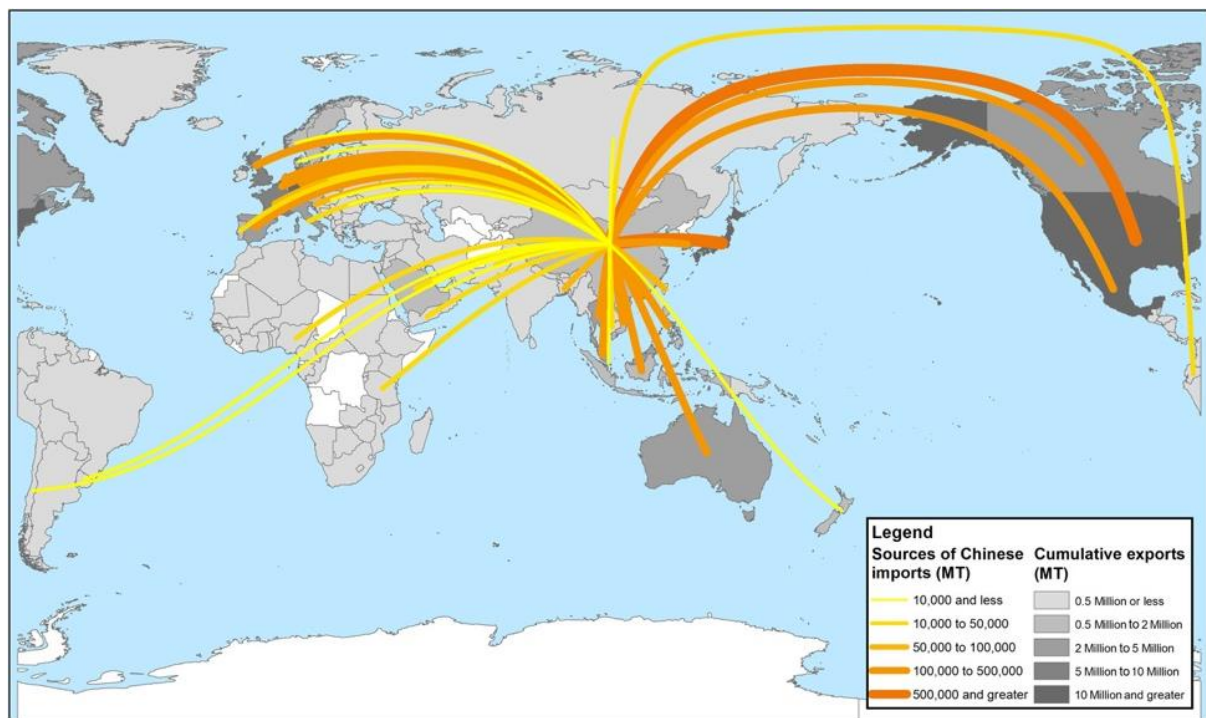 Legend
Sources of Chinese imports (MT)
10,000 and less
10,000 to 50,000
50,000 to 100,000
100,000 to 500,000
500,000 and greater
Cumulative exports (MT)
0.5 Million or less
0.5 Million to 2 Million
2 Million to 5 Million
5 Million to 10 Million
10 Million and greater